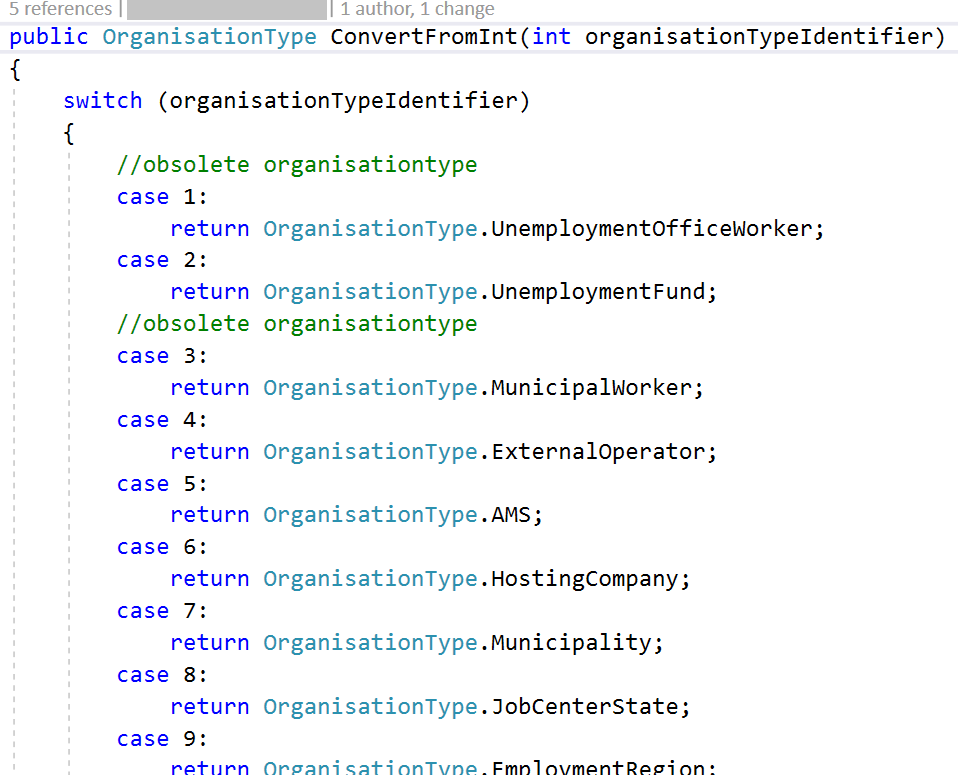 5 references | | 1 author, 1 change
public OrganisationType ConvertFromInt(int organisationTypeIdentifier)
{
switch (organisationTypeIdentifier)
{
//obsolete organisationtype
case 1:
return OrganisationType.UnemploymentOfficeWorker;
case 2:
return OrganisationType.UnemploymentFund;
//obsolete organisationtype
case 3:
return OrganisationType.MunicipalWorker;
case 4:
return OrganisationType.ExternalOperator;
case 5:
return OrganisationType.AMS;
case 6:
return OrganisationType.HostingCompany;
case 7:
return OrganisationType.Municipality;
case 8:
return OrganisationType.JobCenterState;
case 9:
return OrganisationType.EmploymentRegion;